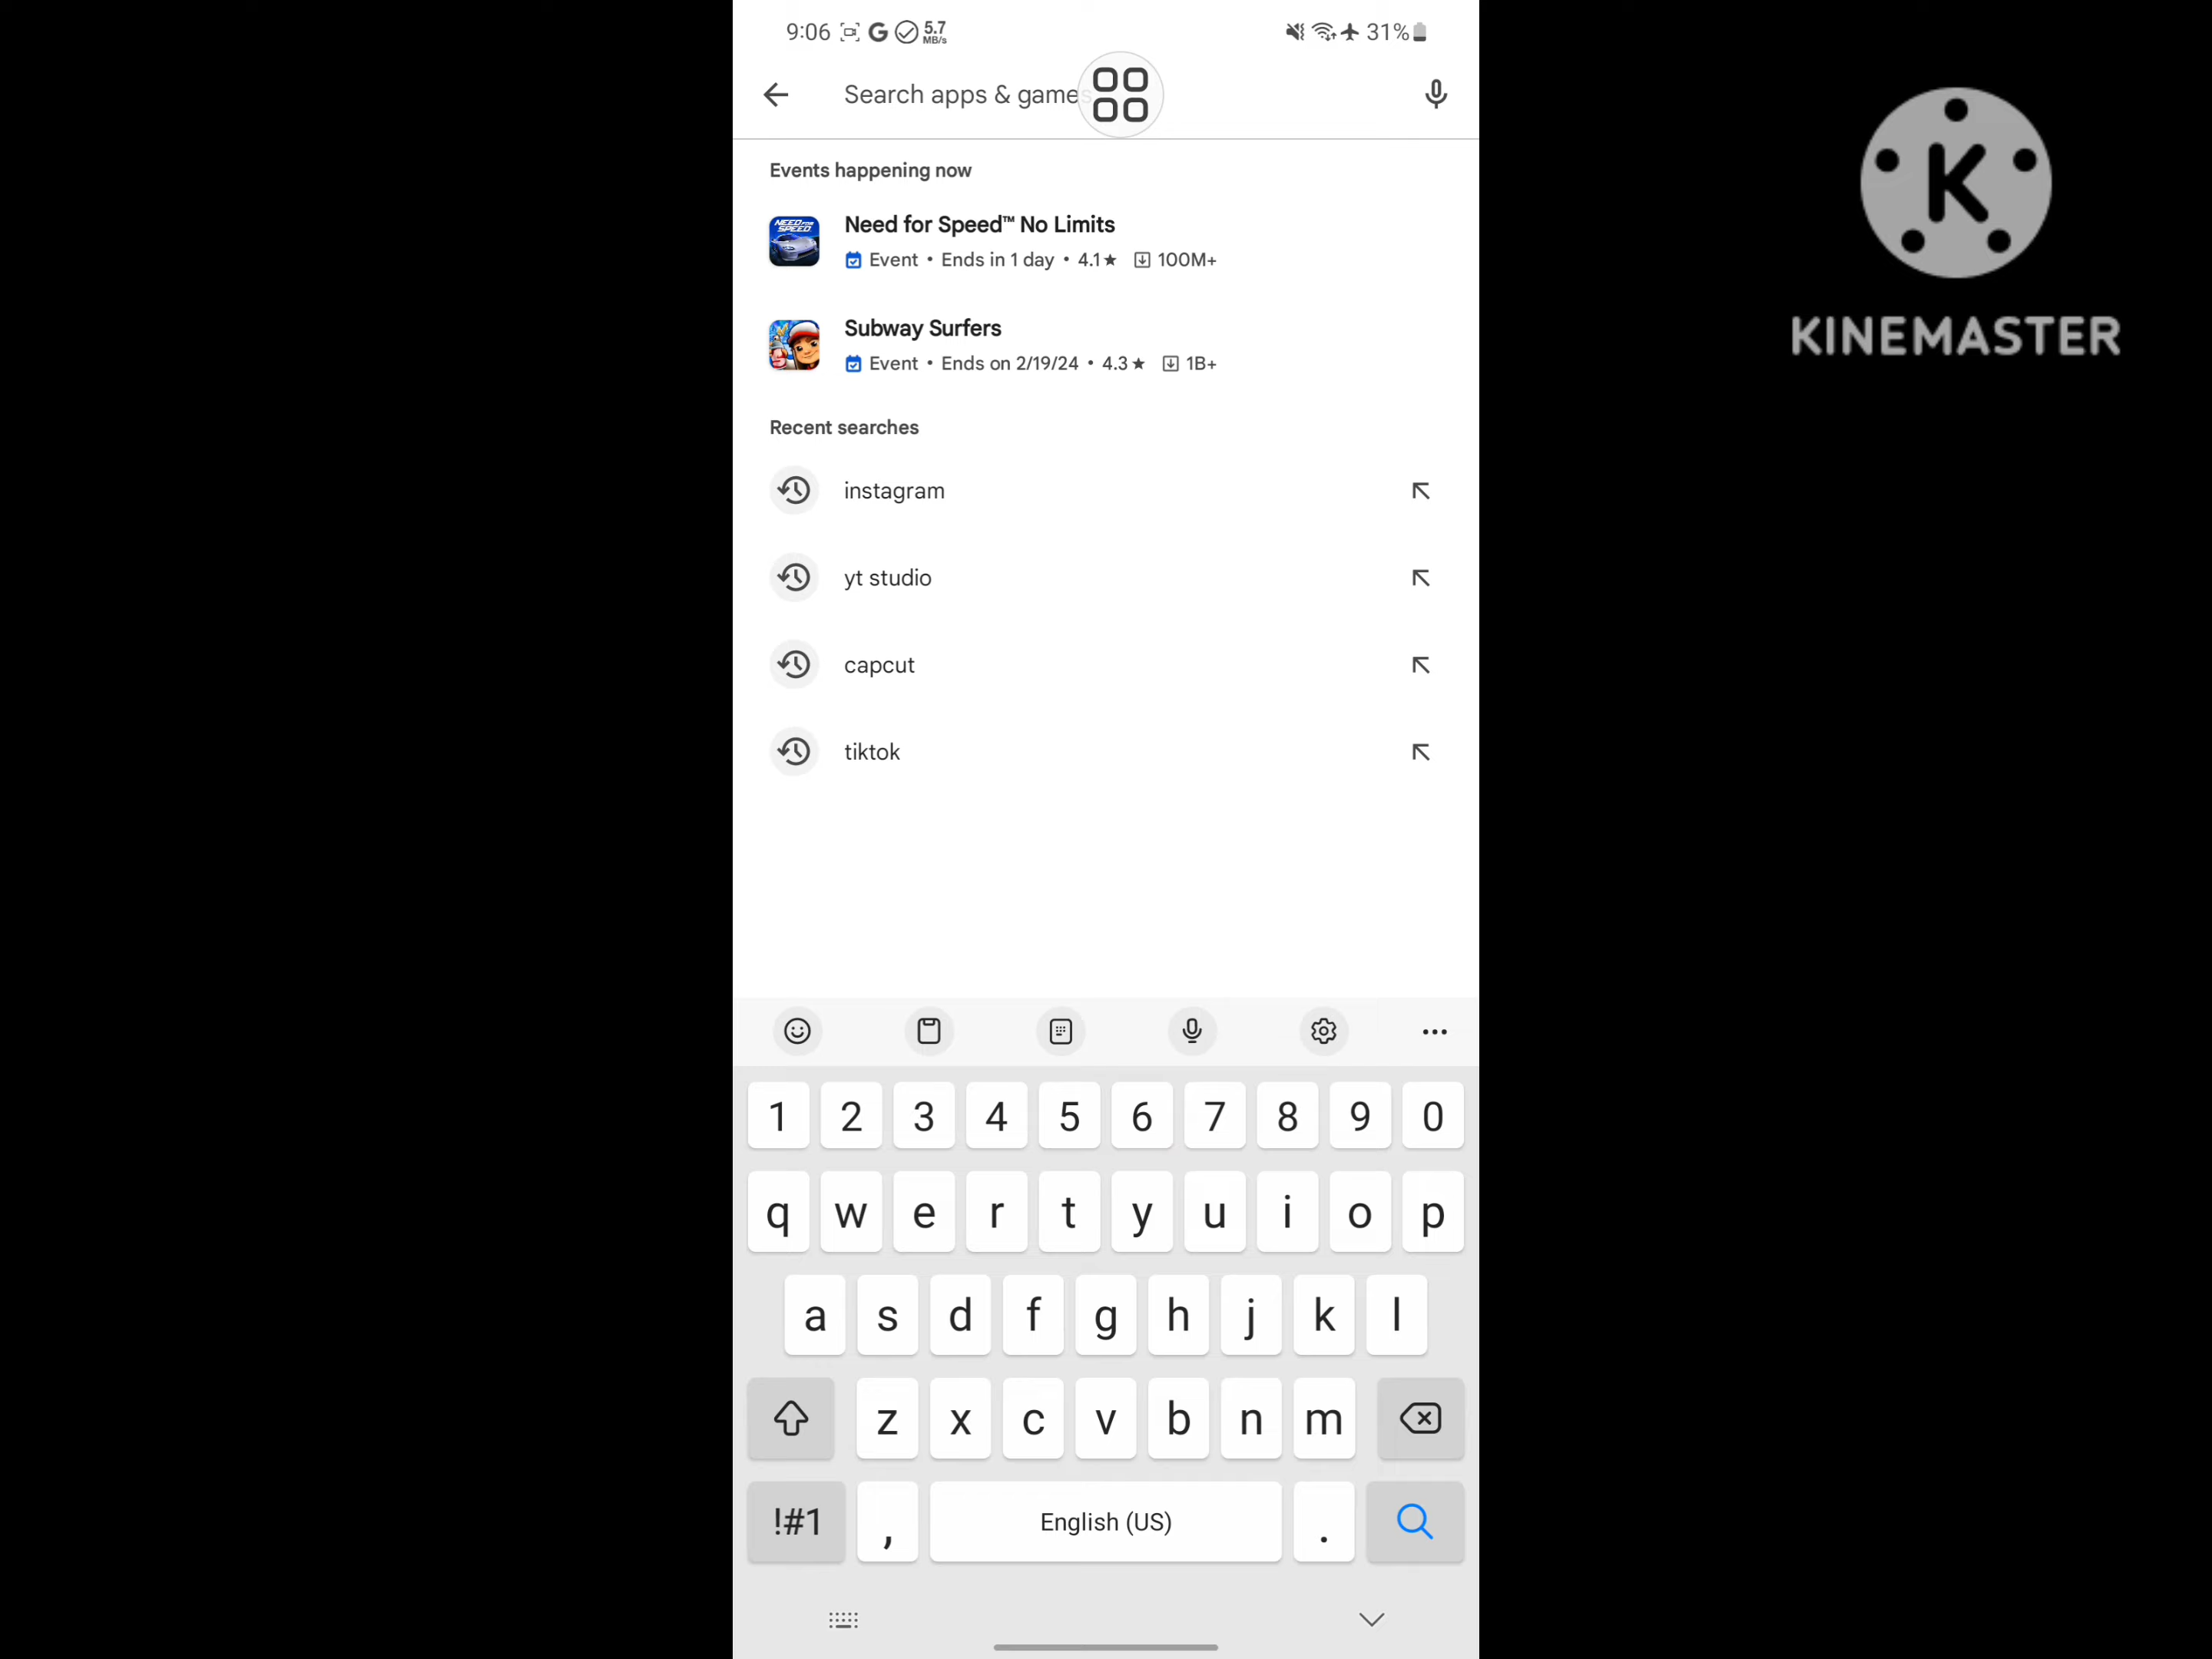 9:06 5.7 MB/s 31%
Search apps & games
Events happening now
Need for Speed™ No Limits
Event • Ends in 1 day • 4.1★ 100M+
Subway Surfers
Event • Ends on 2/19/24 • 4.3★ 1B+
Recent searches
instagram
yt studio
capcut
tiktok
1 2 3 4 5 6 7 8 9 0
q w e r t y u i o p
a s d f g h j k l
z x c v b n m
!#1 , English (US) .
K
KINEMASTER
NEED FOR SPEED